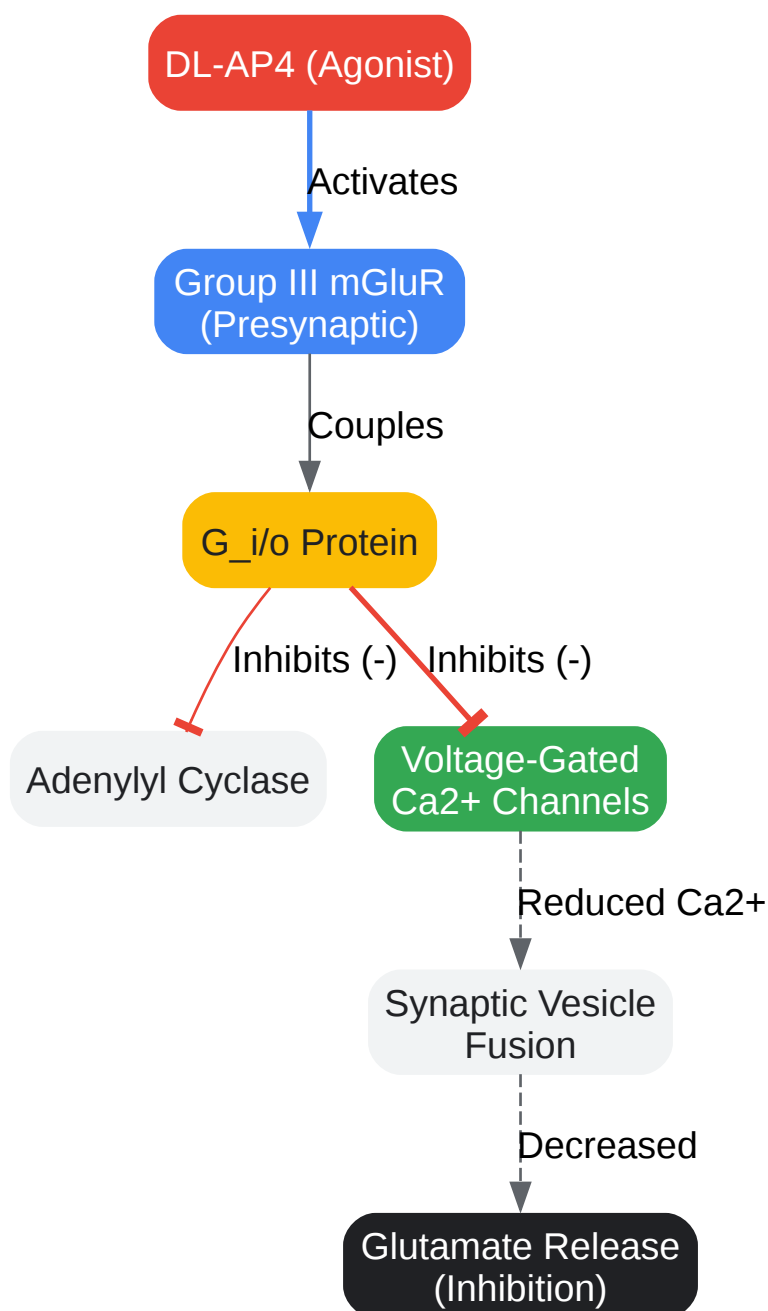 DL-AP4 (Agonist)
Activates
Group III mGluR
(Presynaptic)
Couples
G_i/o Protein
Inhibits (-)
Inhibits (-)
Adenylyl Cyclase
Voltage-Gated
Ca2+ Channels
Reduced Ca2+
Synaptic Vesicle
Fusion
Decreased
Glutamate Release
(Inhibition)